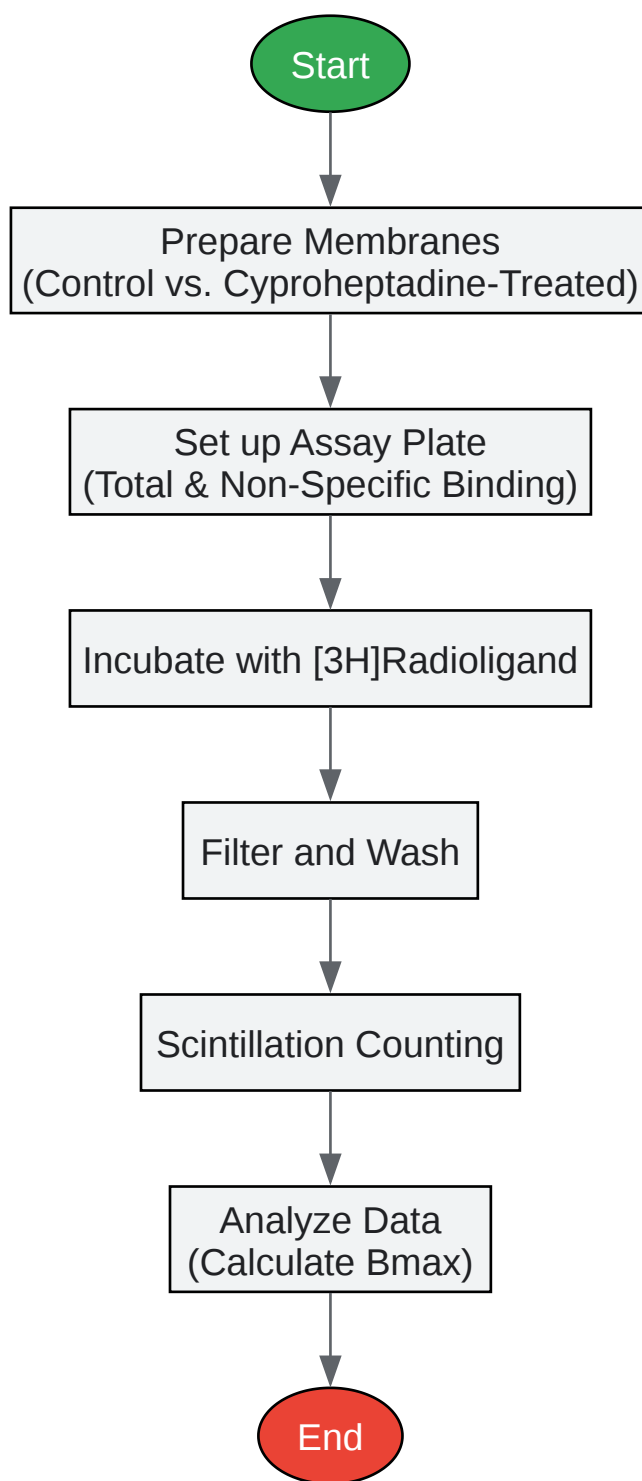 Start
Prepare Membranes
(Control vs. Cyproheptadine-Treated)
Set up Assay Plate
(Total & Non-Specific Binding)
Incubate with [3H]Radioligand
Filter and Wash
Scintillation Counting
Analyze Data
(Calculate Bmax)
End